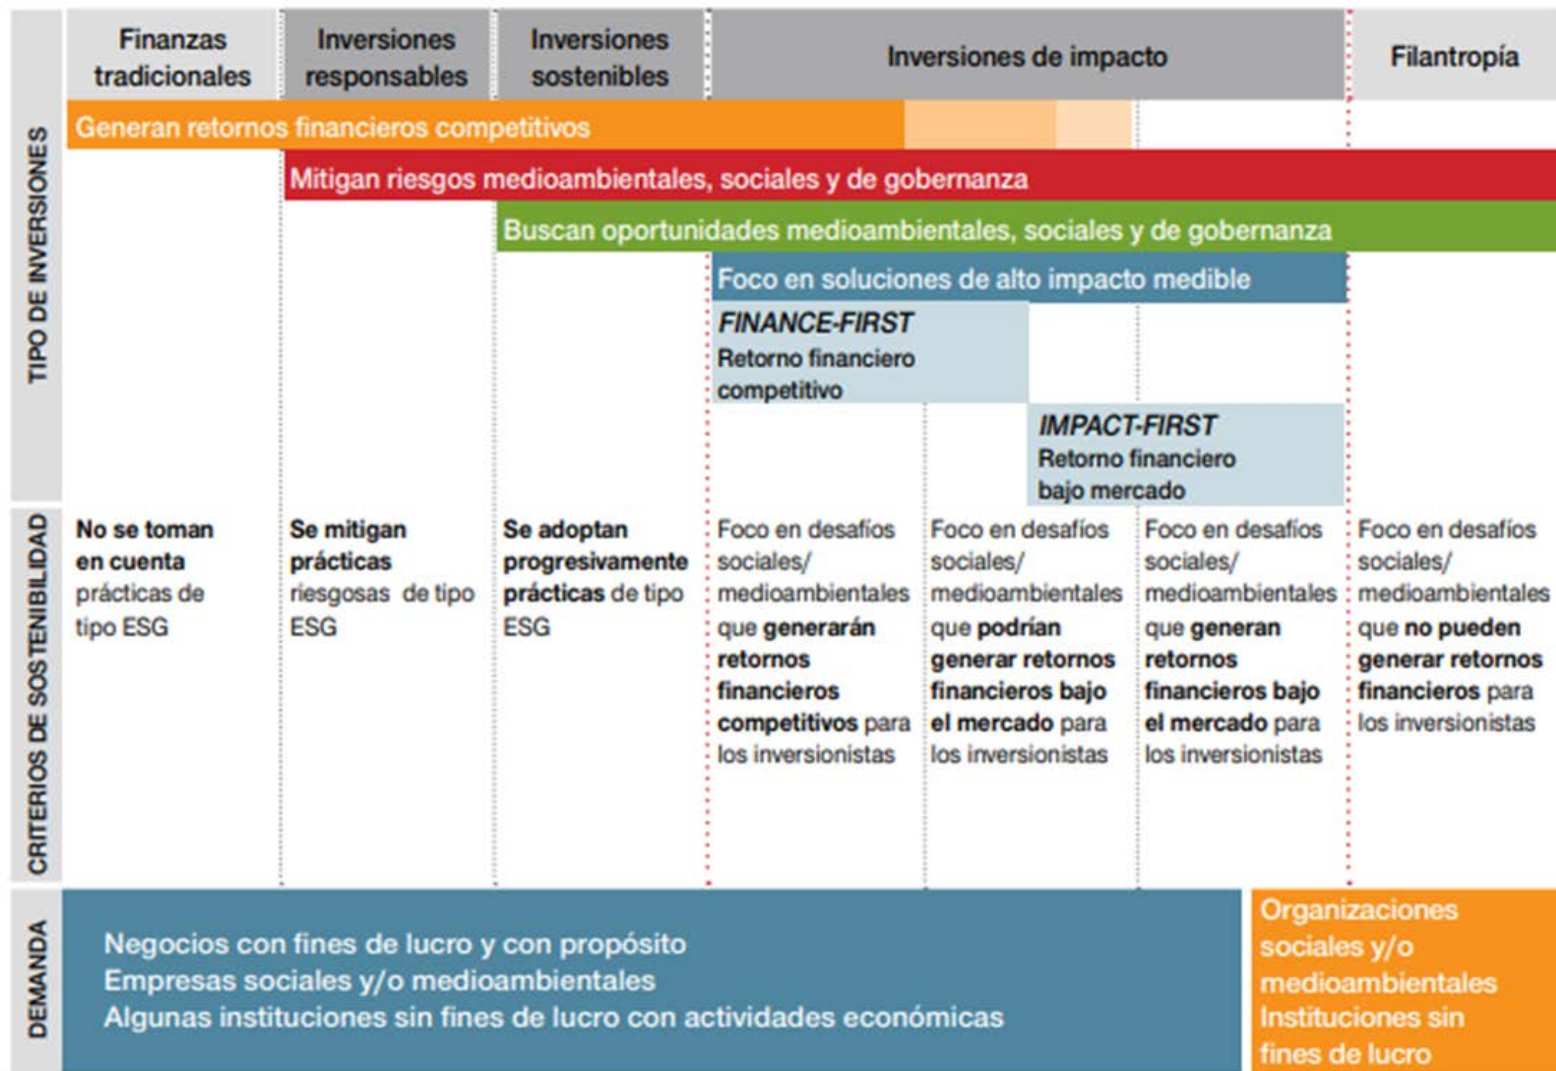 Finanzas
tradicionales
Inversiones
responsables
Inversiones
sostenibles
Inversiones de impacto
Filantropía
TIPO DE INVERSIONES
Generan retornos financieros competitivos
Mitigan riesgos medioambientales, sociales y de gobernanza
Buscan oportunidades medioambientales, sociales y de gobernanza
Foco en soluciones de alto impacto medible
FINANCE-FIRST
Retorno financiero
competitivo
IMPACT-FIRST
Retorno financiero
bajo mercado
CRITERIOS DE SOSTENIBILIDAD
No se toman
en cuenta
prácticas de
tipo ESG
Se mitigan
prácticas
riesgosas de tipo
ESG
Se adoptan
progresivamente
prácticas de tipo
ESG
Foco en desafíos
sociales/
medioambientales
que generarán
retornos
financieros
competitivos para
los inversionistas
Foco en desafíos
sociales/
medioambientales
que podrían
generar retornos
financieros bajo
el mercado para
los inversionistas
Foco en desafíos
sociales/
medioambientales
que generan
retornos
financieros bajo
el mercado para
los inversionistas
Foco en desafíos
sociales/
medioambientales
que no pueden
generar retornos
financieros para
los inversionistas
DEMANDA
Negocios con fines de lucro y con propósito
Empresas sociales y/o medioambientales
Algunas instituciones sin fines de lucro con actividades económicas
Organizaciones
sociales y/o
medioambientales
Instituciones sin
fines de lucro